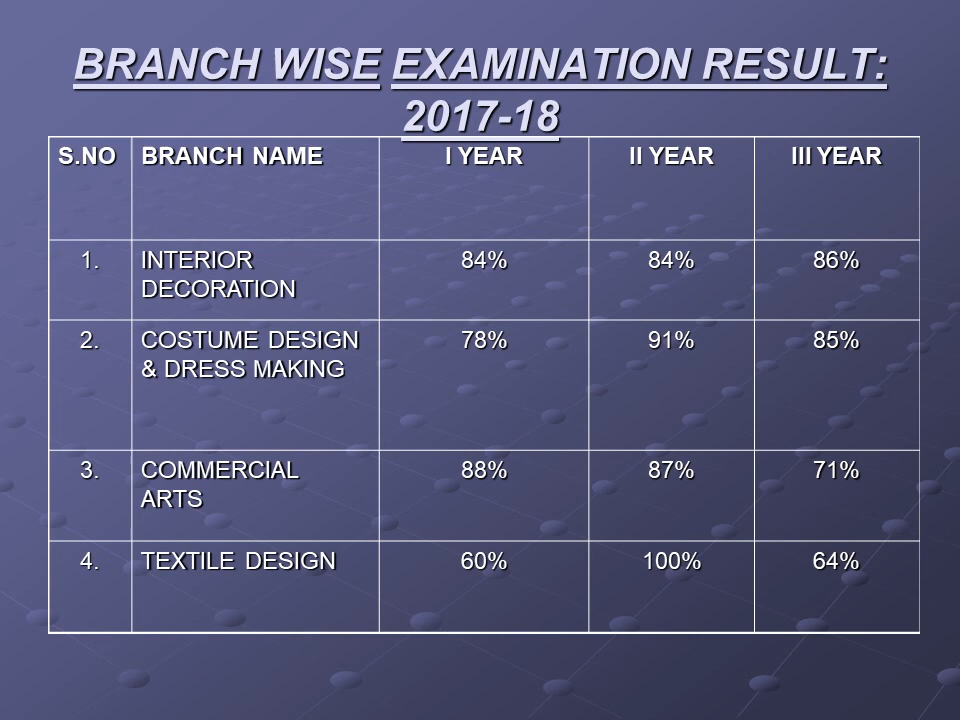 BRANCH WISE EXAMINATION RESULT:
2017-18
S.NO BRANCH NAME I YEAR II YEAR III YEAR
1. INTERIOR 84% 84% 86%
DECORATION
2. COSTUME DESIGN 78% 91% 85%
& DRESS MAKING
3. COMMERCIAL 88% 87% 71%
ARTS
4. TEXTILE DESIGN 60% 100% 64%